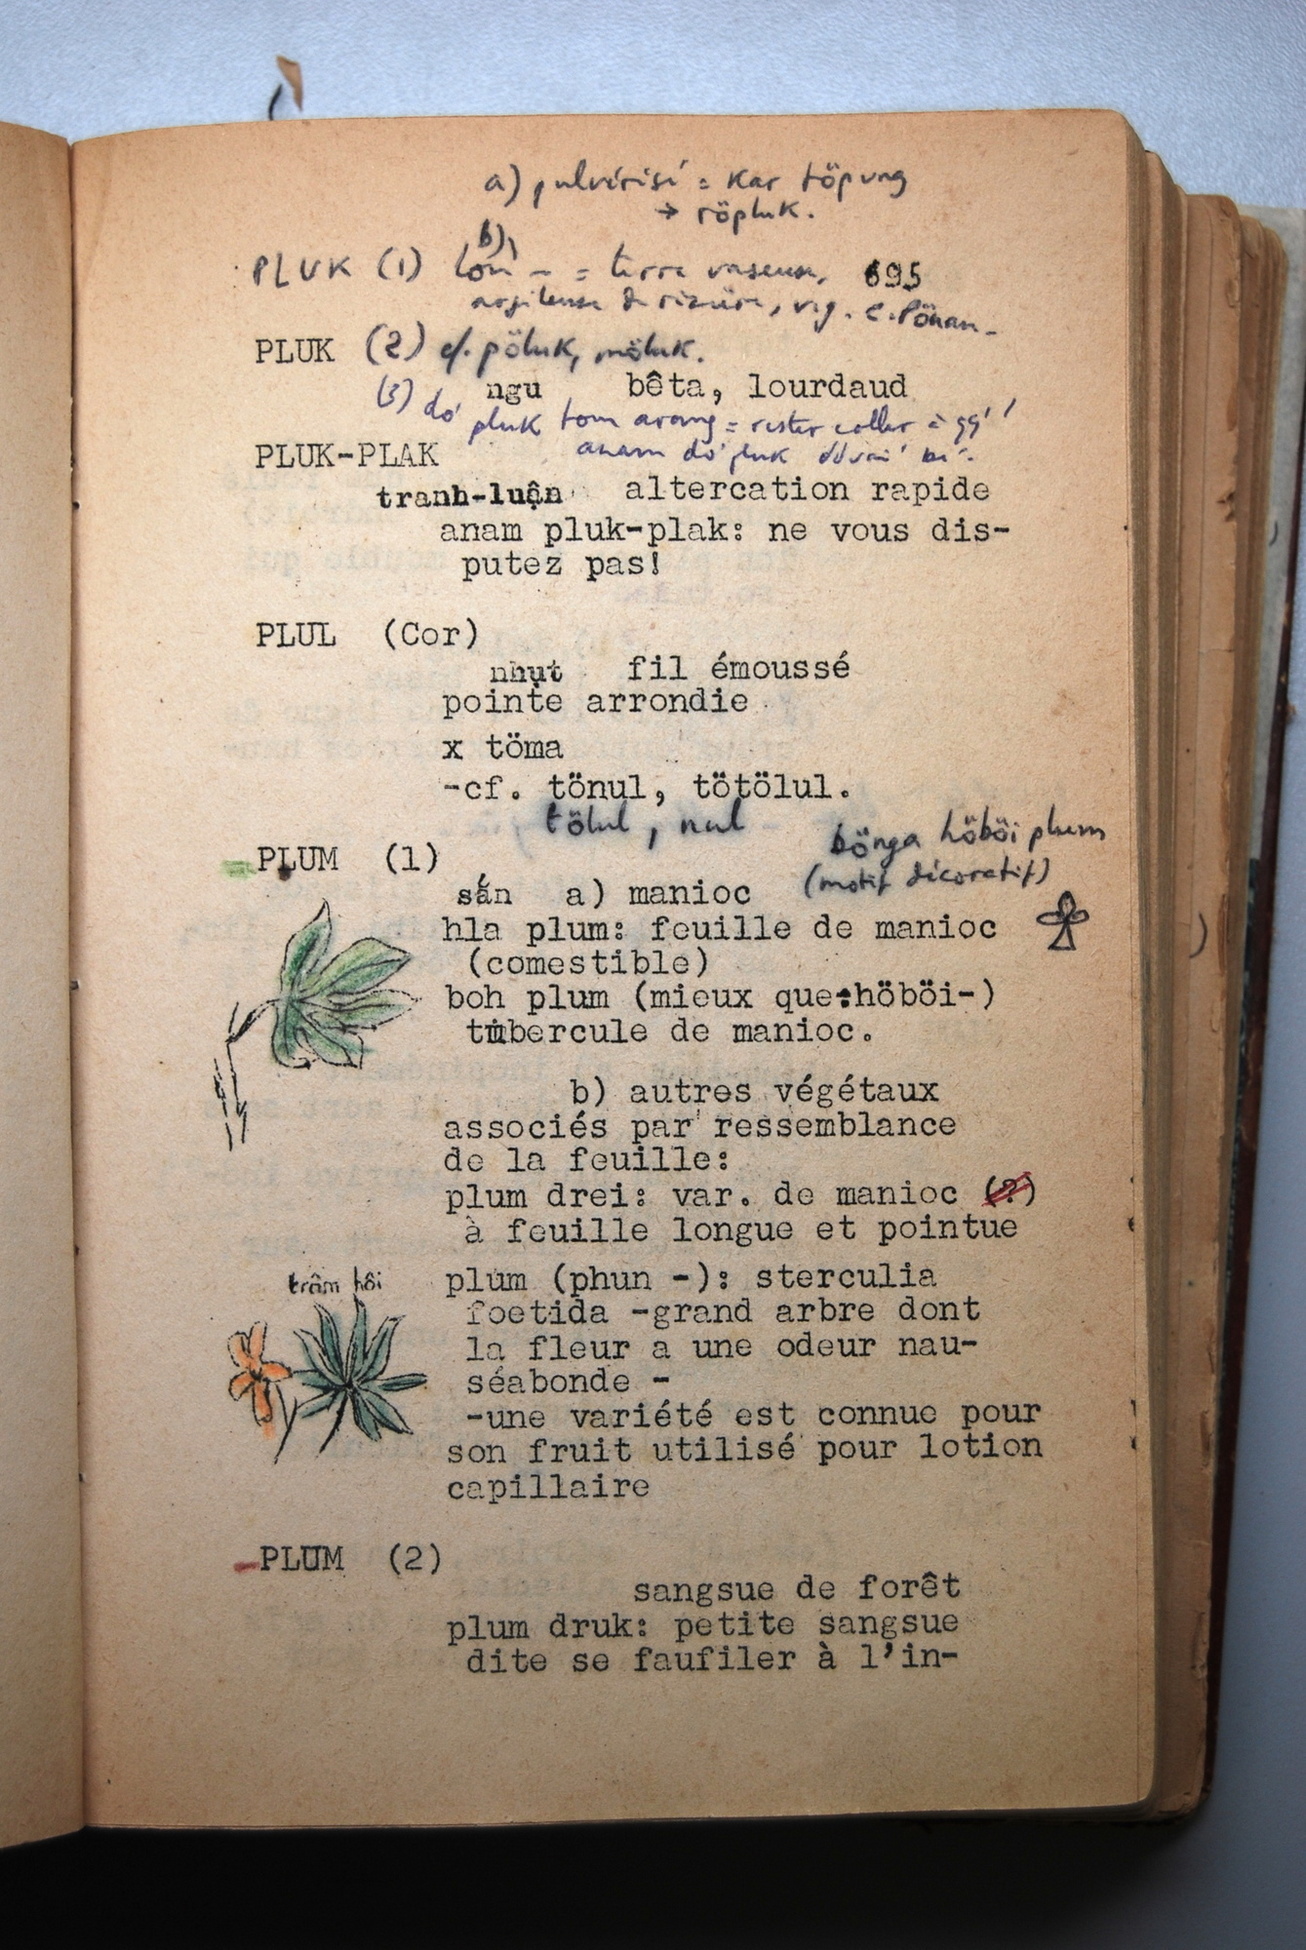 a) pulvérisé = kar töpung
→ röpluk.
PLUK (1) b) lön - = terre vaseuse, 695
argileuse de rizière, vg. c. Pönan-
PLUK (2) cf. pöluk, möluk.
ngu bêta, lourdaud
(3) dô' pluk tom arang = rester coller à
PLUK-PLAK anam dô' pluk
tranh-luận altercation rapide
anam pluk-plak: ne vous dis-
putez pas!
PLUL (Cor)
nhụt fil émoussé
pointe arrondie
x töma
-cf. tönul, tötölul.
tölul, nul
bönga höböi plum
PLUM (1)
(motif décoratif)
sắn a) manioc
hla plum: feuille de manioc
(comestible)
boh plum (mieux que:höböi-)
tubercule de manioc.
b) autres végétaux
associés par ressemblance
de la feuille:
plum drei: var. de manioc (?)
à feuille longue et pointue
trâm hôi plum (phun -): sterculia
foetida -grand arbre dont
la fleur a une odeur nau-
séabonde -
-une variété est connue pour
son fruit utilisé pour lotion
capillaire
PLUM (2)
sangsue de forêt
plum druk: petite sangsue
dite se faufiler à l'in-